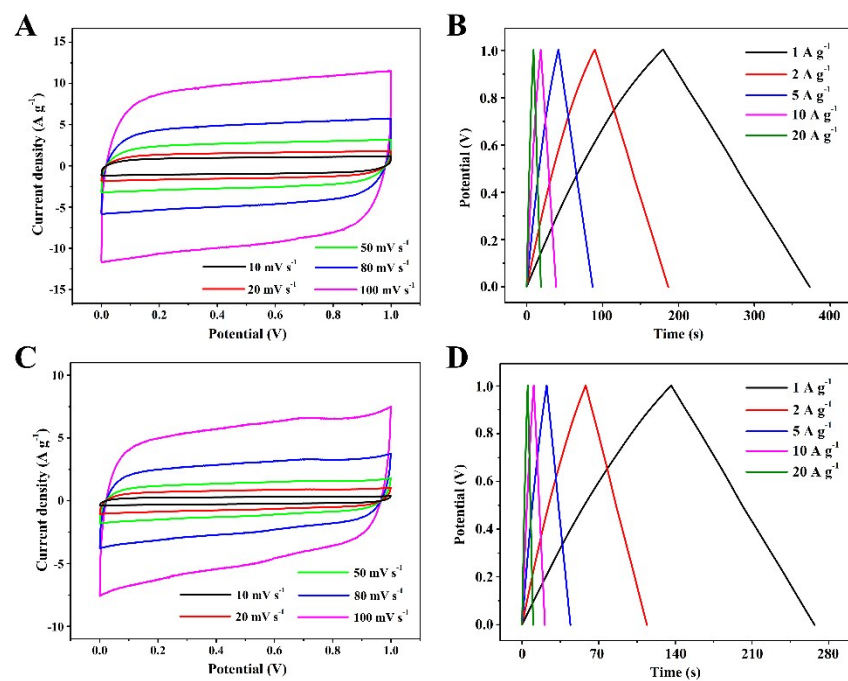 A
Current density (A g⁻¹)
15
10
5
0
-5
-10
-15
50 mV s⁻¹
10 mV s⁻¹
80 mV s⁻¹
20 mV s⁻¹
100 mV s⁻¹
0.0 0.2 0.4 0.6 0.8 1.0
Potential (V)
B
Potential (V)
1.0
0.8
0.6
0.4
0.2
0.0
1 A g⁻¹
2 A g⁻¹
5 A g⁻¹
10 A g⁻¹
20 A g⁻¹
0 100 200 300 400
Time (s)
C
Current density (A g⁻¹)
10
5
0
-5
-10
50 mV s⁻¹
10 mV s⁻¹
80 mV s⁻¹
20 mV s⁻¹
100 mV s⁻¹
0.0 0.2 0.4 0.6 0.8 1.0
Potential (V)
D
Potential (V)
1.0
0.8
0.6
0.4
0.2
0.0
1 A g⁻¹
2 A g⁻¹
5 A g⁻¹
10 A g⁻¹
20 A g⁻¹
0 70 140 210 280
Time (s)